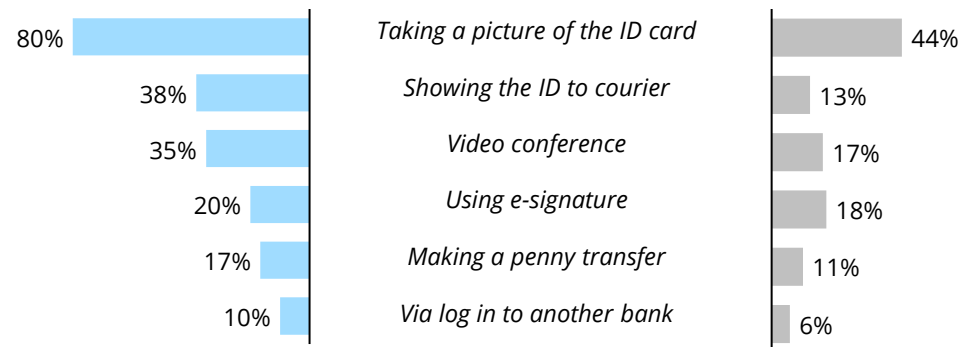 80% Taking a picture of the ID card 44%
38% Showing the ID to courier 13%
35% Video conference 17%
20% Using e-signature 18%
17% Making a penny transfer 11%
10% Via log in to another bank 6%